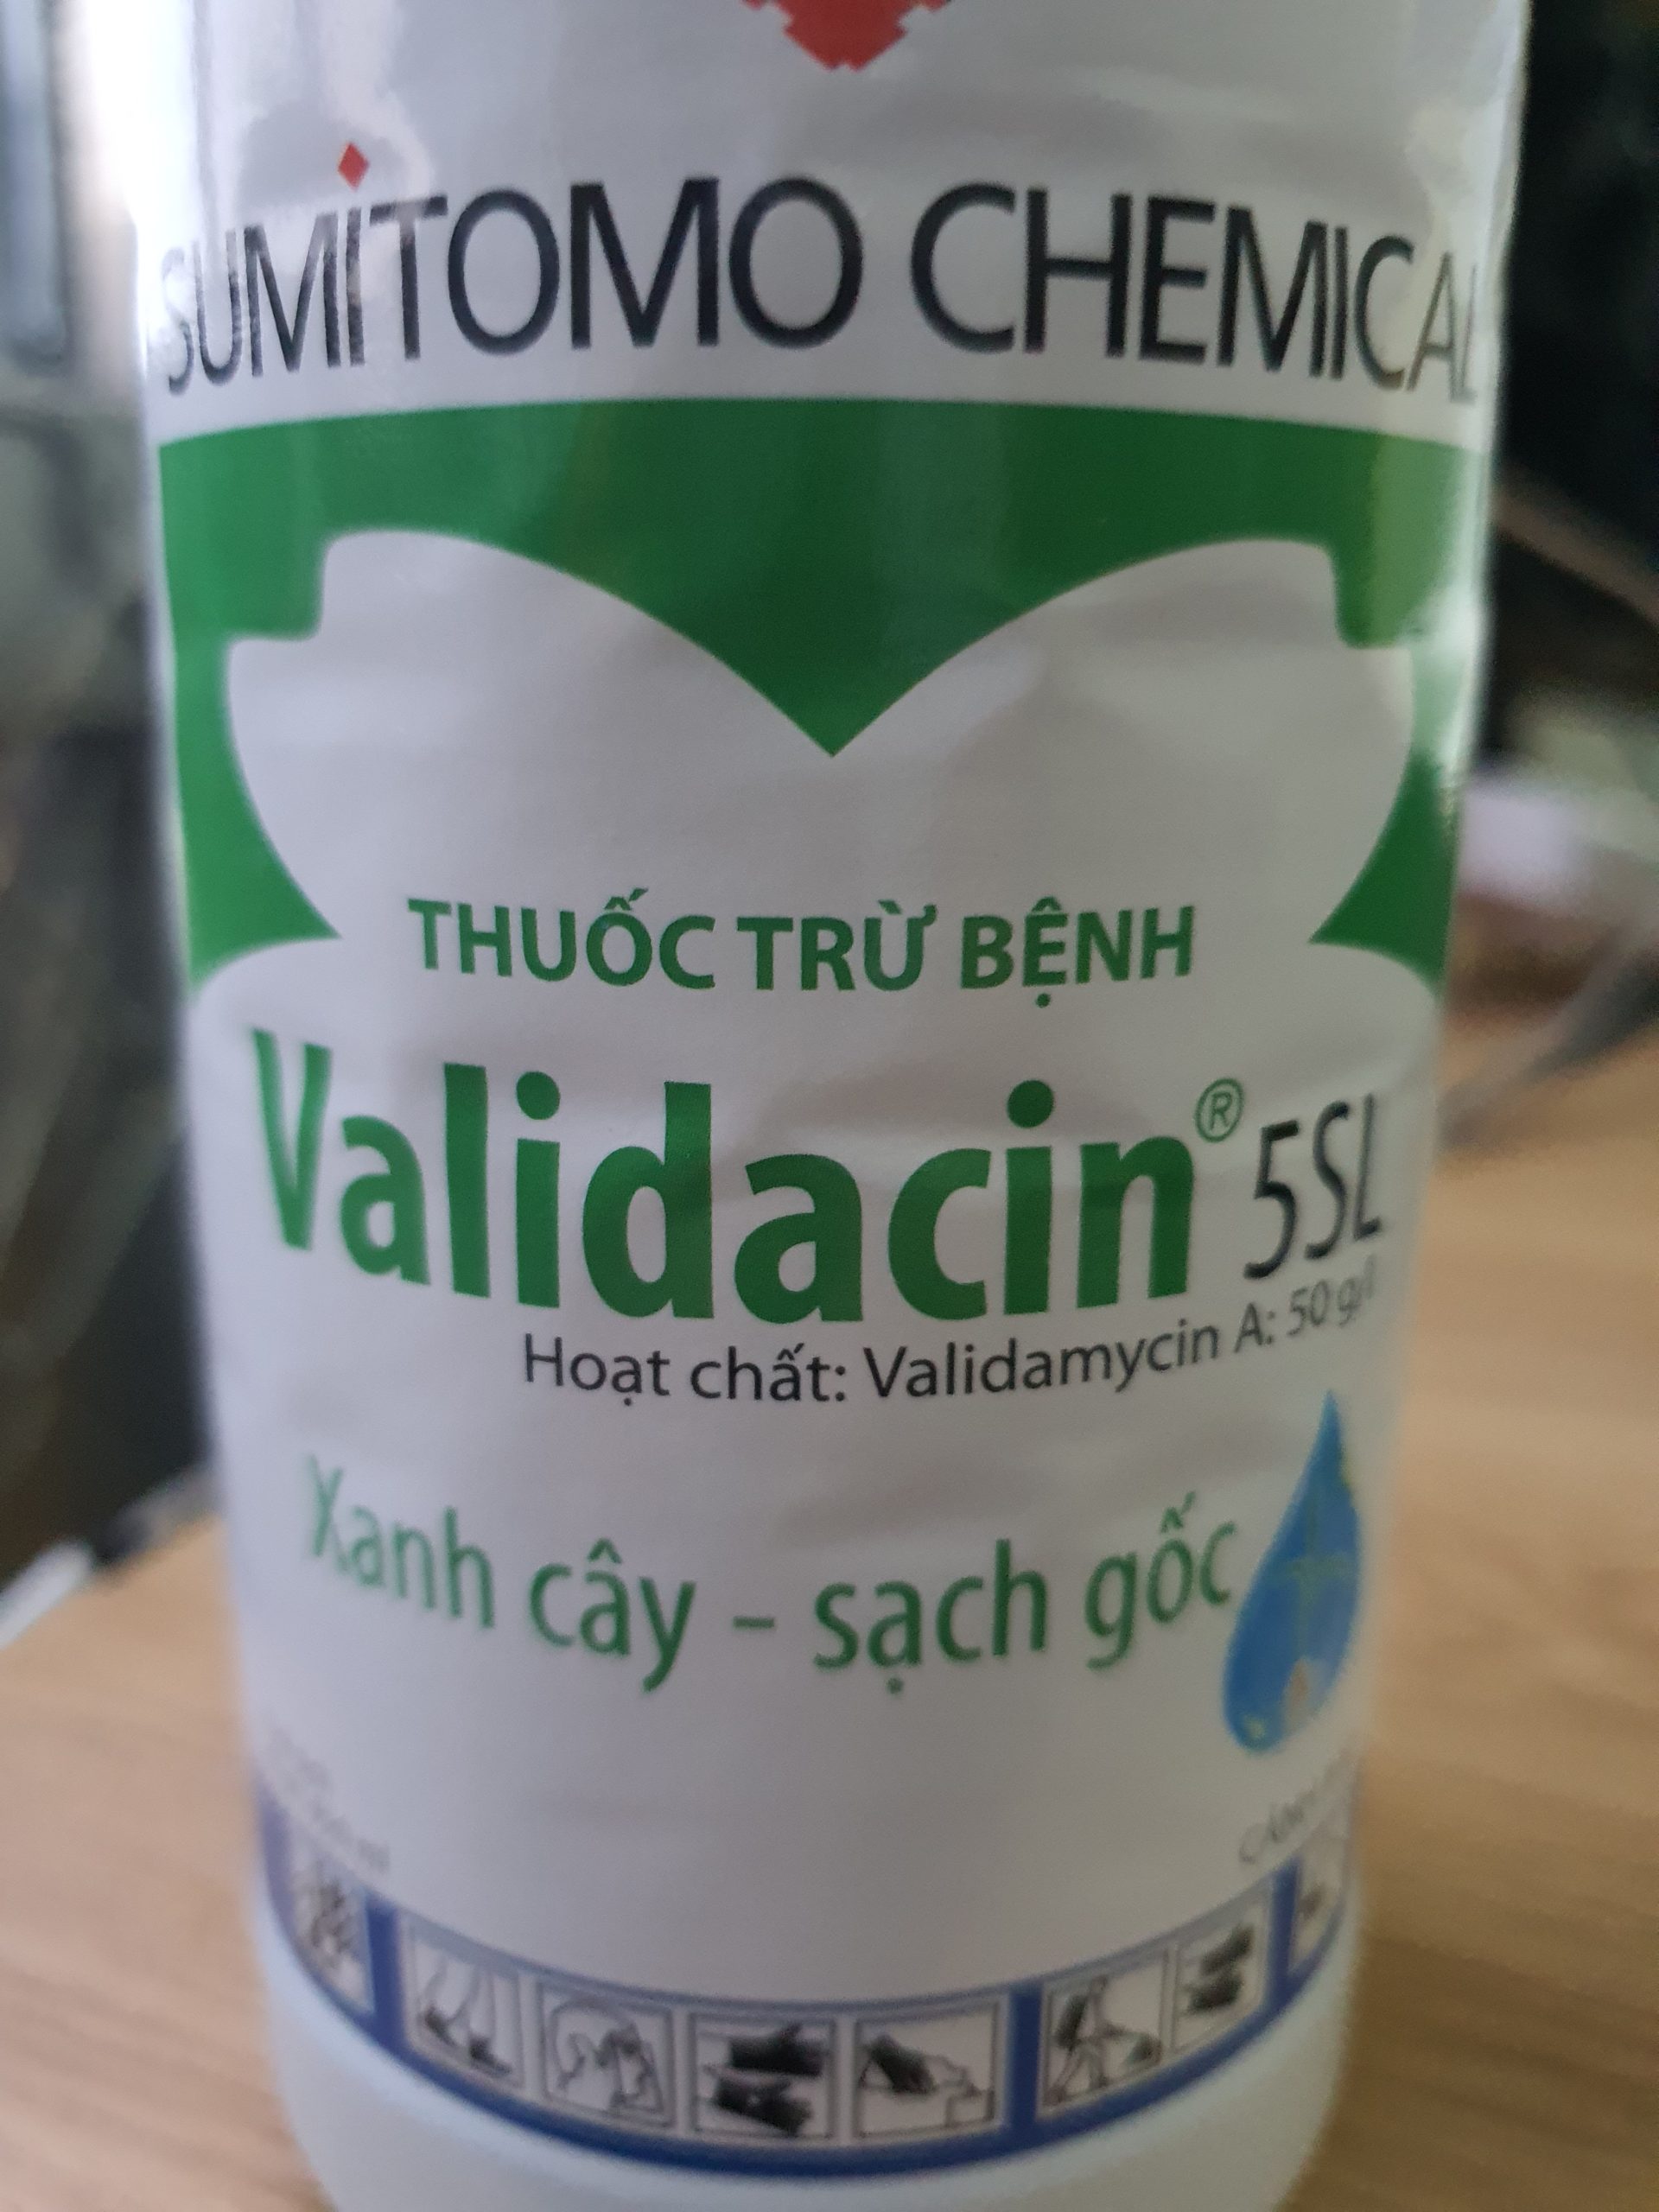 SUMITOMO CHEMICAL
THUỐC TRỪ BỆNH
Validacin® 5SL
Hoạt chất: Validamycin A: 50 g/l
Xanh cây – sạch gốc